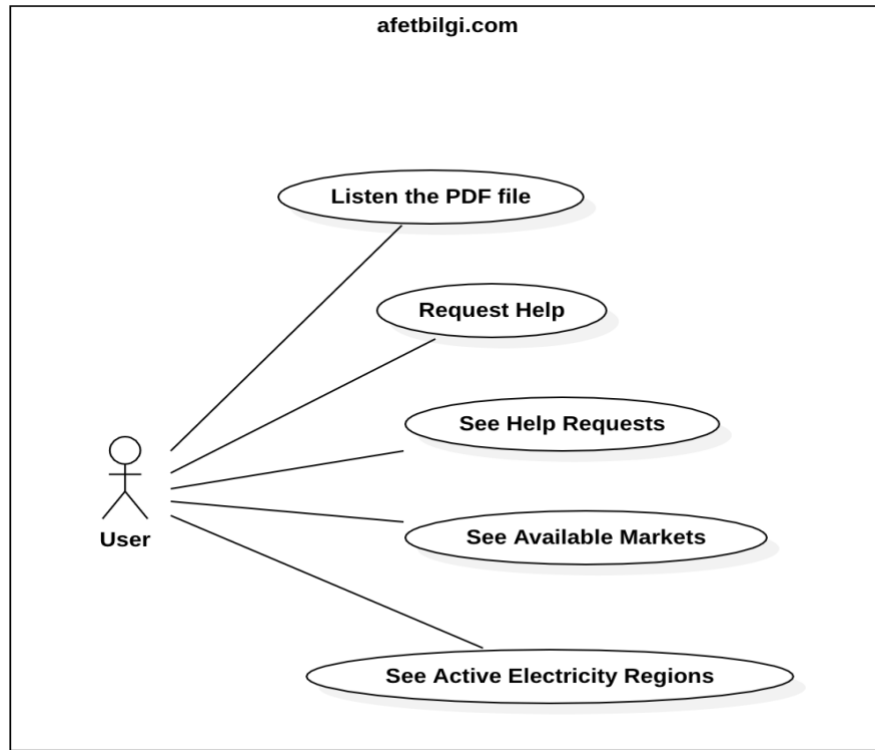 afetbilgi.com
Listen the PDF file
Request Help
See Help Requests
See Available Markets
User
See Active Electricity Regions